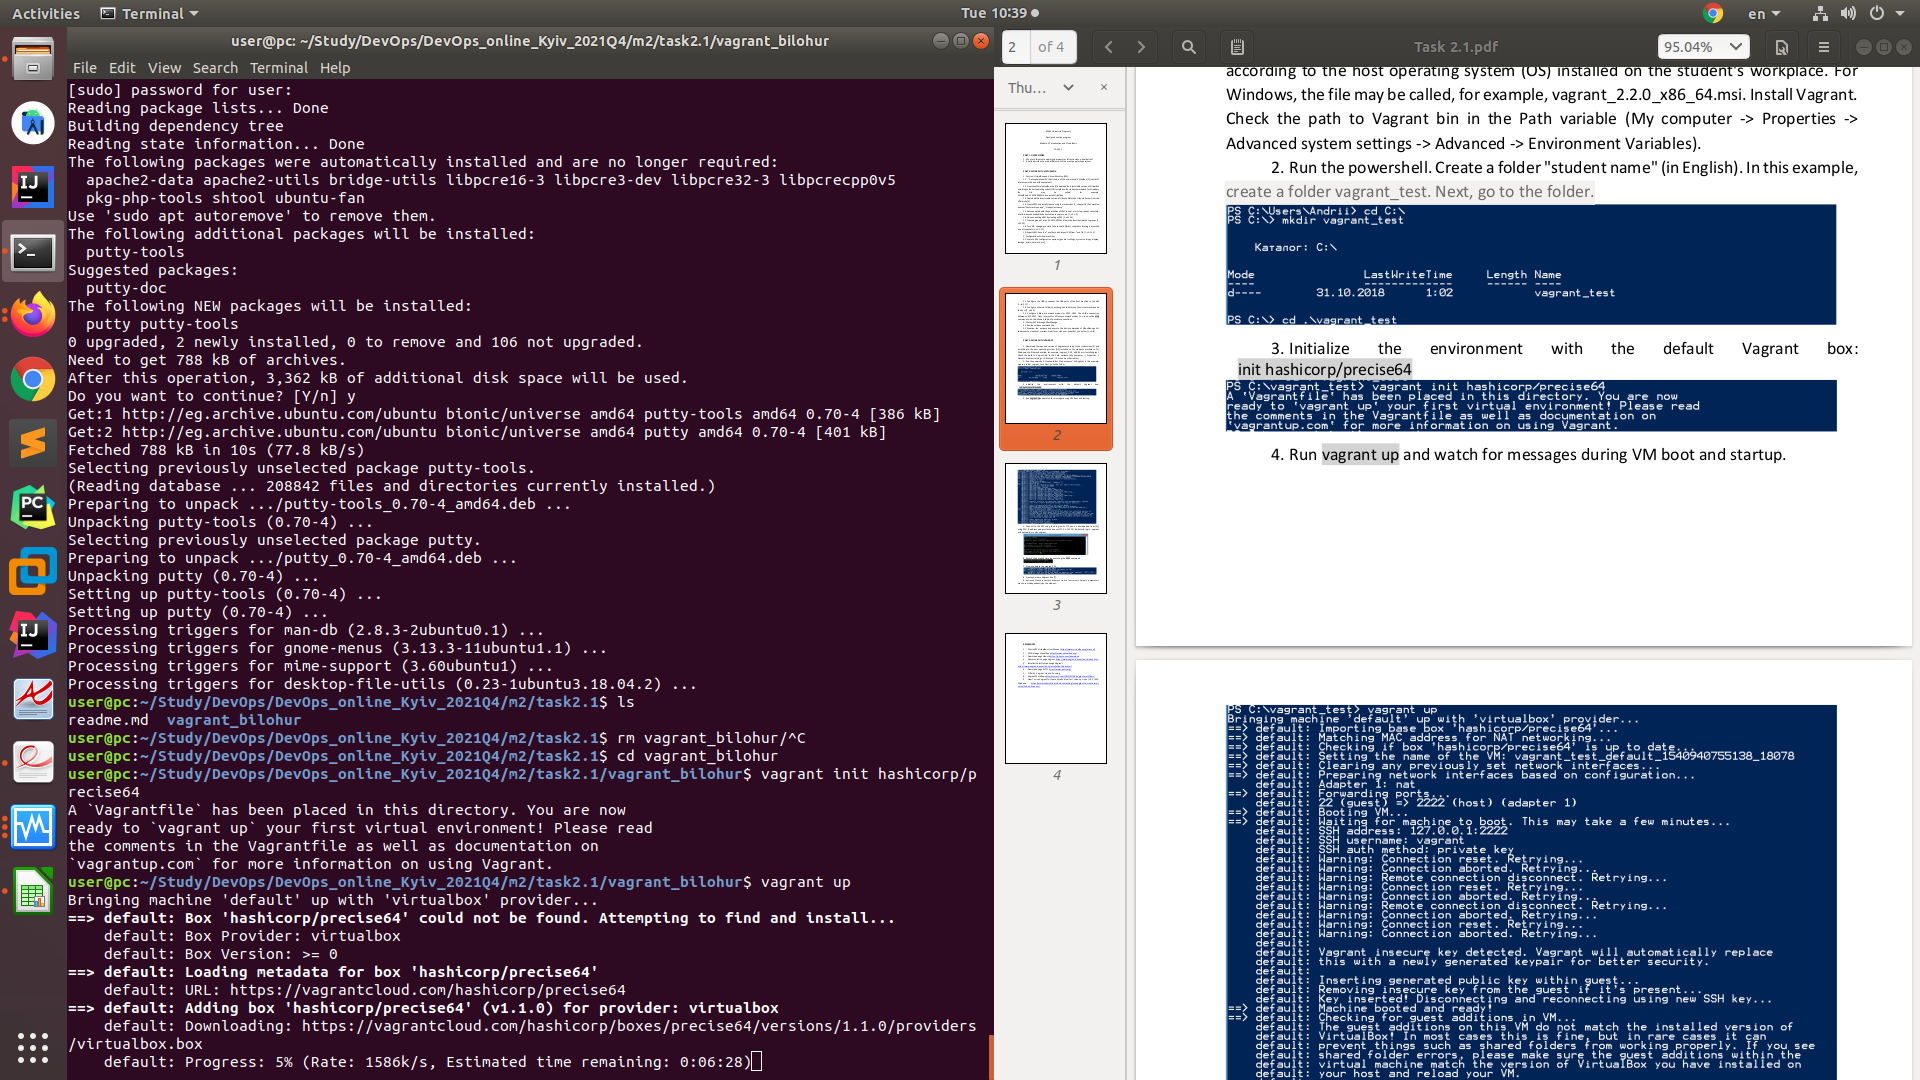 Activities
Terminal
Tue 10:39
en
user@pc: ~/Study/DevOps/DevOps_online_Kyiv_2021Q4/m2/task2.1/vagrant_bilohur
File Edit View Search Terminal Help
[sudo] password for user:
Reading package lists... Done
Building dependency tree
Reading state information... Done
The following packages were automatically installed and are no longer required:
  apache2-data apache2-utils bridge-utils libpcre16-3 libpcre3-dev libpcre32-3 libpcrecpp0v5
  pkg-php-tools shtool ubuntu-fan
Use 'sudo apt autoremove' to remove them.
The following additional packages will be installed:
  putty-tools
Suggested packages:
  putty-doc
The following NEW packages will be installed:
  putty putty-tools
0 upgraded, 2 newly installed, 0 to remove and 106 not upgraded.
Need to get 788 kB of archives.
After this operation, 3,362 kB of additional disk space will be used.
Do you want to continue? [Y/n] y
Get:1 http://eg.archive.ubuntu.com/ubuntu bionic/universe amd64 putty-tools amd64 0.70-4 [386 kB]
Get:2 http://eg.archive.ubuntu.com/ubuntu bionic/universe amd64 putty amd64 0.70-4 [401 kB]
Fetched 788 kB in 10s (77.8 kB/s)
Selecting previously unselected package putty-tools.
(Reading database ... 208842 files and directories currently installed.)
Preparing to unpack .../putty-tools_0.70-4_amd64.deb ...
Unpacking putty-tools (0.70-4) ...
Selecting previously unselected package putty.
Preparing to unpack .../putty_0.70-4_amd64.deb ...
Unpacking putty (0.70-4) ...
Setting up putty-tools (0.70-4) ...
Setting up putty (0.70-4) ...
Processing triggers for man-db (2.8.3-2ubuntu0.1) ...
Processing triggers for gnome-menus (3.13.3-11ubuntu1.1) ...
Processing triggers for mime-support (3.60ubuntu1) ...
Processing triggers for desktop-file-utils (0.23-1ubuntu3.18.04.2) ...
user@pc:~/Study/DevOps/DevOps_online_Kyiv_2021Q4/m2/task2.1$ ls
readme.md  vagrant_bilohur
user@pc:~/Study/DevOps/DevOps_online_Kyiv_2021Q4/m2/task2.1$ rm vagrant_bilohur/^C
user@pc:~/Study/DevOps/DevOps_online_Kyiv_2021Q4/m2/task2.1$ cd vagrant_bilohur
user@pc:~/Study/DevOps/DevOps_online_Kyiv_2021Q4/m2/task2.1/vagrant_bilohur$ vagrant init hashicorp/p
recise64
A `Vagrantfile` has been placed in this directory. You are now
ready to `vagrant up` your first virtual environment! Please read
the comments in the Vagrantfile as well as documentation on
`vagrantup.com` for more information on using Vagrant.
user@pc:~/Study/DevOps/DevOps_online_Kyiv_2021Q4/m2/task2.1/vagrant_bilohur$ vagrant up
Bringing machine 'default' up with 'virtualbox' provider...
==> default: Box 'hashicorp/precise64' could not be found. Attempting to find and install...
    default: Box Provider: virtualbox
    default: Box Version: >= 0
==> default: Loading metadata for box 'hashicorp/precise64'
    default: URL: https://vagrantcloud.com/hashicorp/precise64
==> default: Adding box 'hashicorp/precise64' (v1.1.0) for provider: virtualbox
    default: Downloading: https://vagrantcloud.com/hashicorp/boxes/precise64/versions/1.1.0/providers
/virtualbox.box
    default: Progress: 5% (Rate: 1586k/s, Estimated time remaining: 0:06:28)
2 of 4
Task 2.1.pdf
95.04%
Thu...
1
2
3
4
according to the host operating system (OS) installed on the student's workplace. For
Windows, the file may be called, for example, vagrant_2.2.0_x86_64.msi. Install Vagrant.
Check the path to Vagrant bin in the Path variable (My computer -> Properties ->
Advanced system settings -> Advanced -> Environment Variables).
2. Run the powershell. Create a folder "student name" (in English). In this example,
create a folder vagrant_test. Next, go to the folder.
PS C:\Users\Andrii> cd C:\
PS C:\> mkdir vagrant_test
Каталог: C:\
Mode LastWriteTime Length Name
---- ------------- ------ ----
d---- 31.10.2018 1:02 vagrant_test
PS C:\> cd .\vagrant_test
3. Initialize the environment with the default Vagrant box:
init hashicorp/precise64
PS C:\vagrant_test> vagrant init hashicorp/precise64
A 'Vagrantfile' has been placed in this directory. You are now
ready to 'vagrant up' your first virtual environment! Please read
the comments in the Vagrantfile as well as documentation on
'vagrantup.com' for more information on using Vagrant.
4. Run vagrant up and watch for messages during VM boot and startup.
PS C:\vagrant_test> vagrant up
Bringing machine 'default' up with 'virtualbox' provider...
==> default: Importing base box 'hashicorp/precise64'...
==> default: Matching MAC address for NAT networking...
==> default: Checking if box 'hashicorp/precise64' is up to date...
==> default: Setting the name of the VM: vagrant_test_default_1540940755138_18078
==> default: Clearing any previously set network interfaces...
==> default: Preparing network interfaces based on configuration...
    default: Adapter 1: nat
==> default: Forwarding ports...
    default: 22 (guest) => 2222 (host) (adapter 1)
==> default: Booting VM...
==> default: Waiting for machine to boot. This may take a few minutes...
    default: SSH address: 127.0.0.1:2222
    default: SSH username: vagrant
    default: SSH auth method: private key
    default: Warning: Connection reset. Retrying...
    default: Warning: Connection aborted. Retrying...
    default: Warning: Remote connection disconnect. Retrying...
    default: Warning: Connection reset. Retrying...
    default: Warning: Connection aborted. Retrying...
    default: Warning: Remote connection disconnect. Retrying...
    default: Warning: Connection aborted. Retrying...
    default: Warning: Connection reset. Retrying...
    default: Warning: Connection aborted. Retrying...
    default:
    default: Vagrant insecure key detected. Vagrant will automatically replace
    default: this with a newly generated keypair for better security.
    default:
    default: Inserting generated public key within guest...
    default: Removing insecure key from the guest if it's present...
    default: Key inserted! Disconnecting and reconnecting using new SSH key...
==> default: Machine booted and ready!
==> default: Checking for guest additions in VM...
    default: The guest additions on this VM do not match the installed version of
    default: VirtualBox! In most cases this is fine, but in rare cases it can
    default: prevent things such as shared folders from working properly. If you see
    default: shared folder errors, please make sure the guest additions within the
    default: virtual machine match the version of VirtualBox you have installed on
    default: your host and reload your VM.